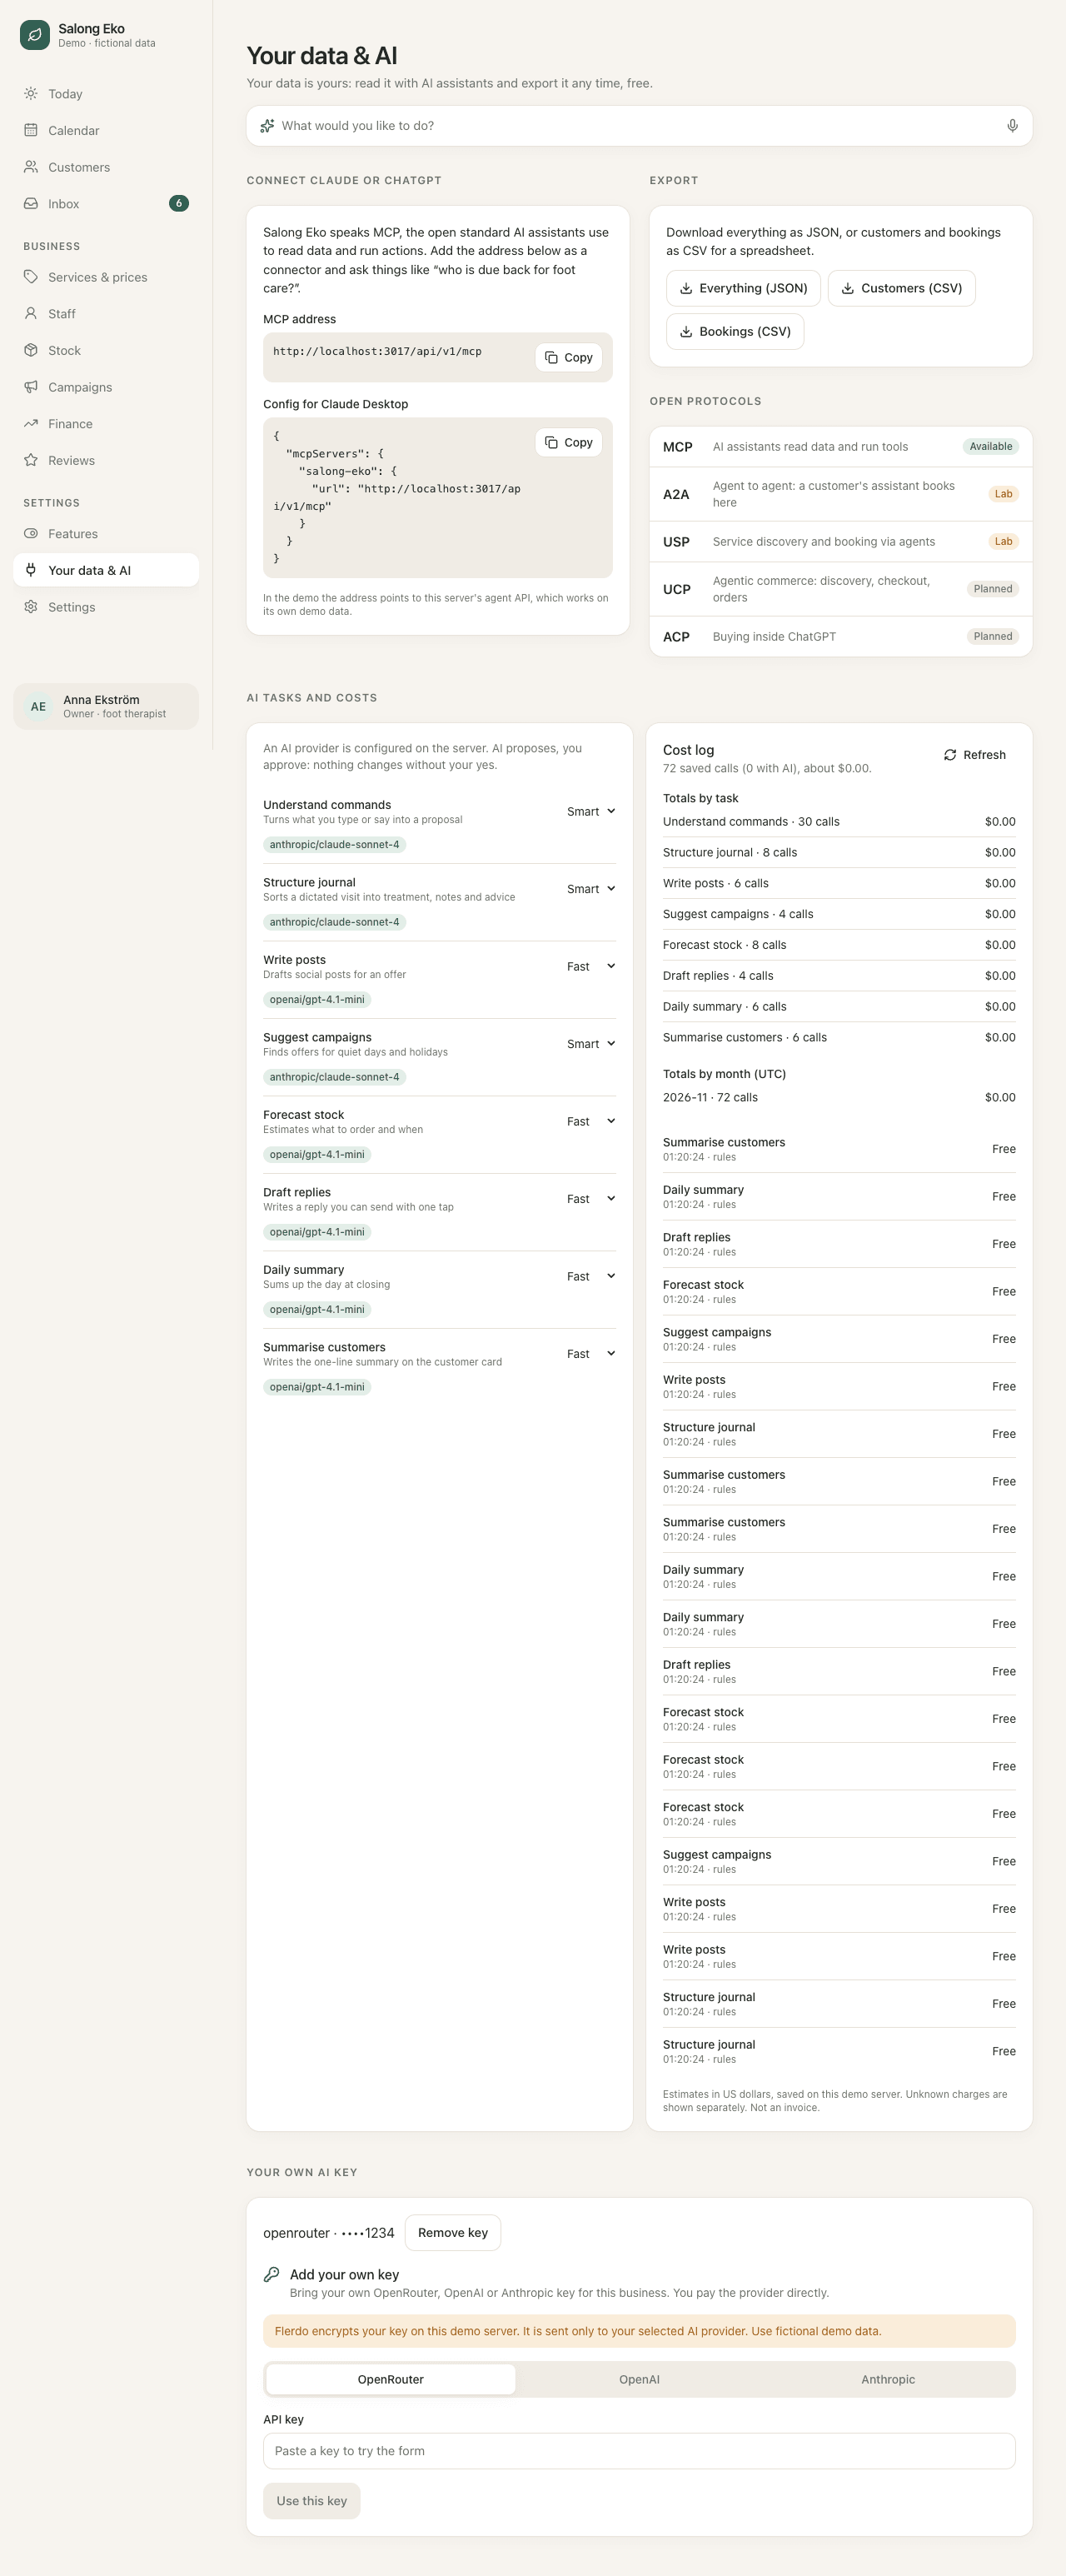 Salong Eko
Demo · fictional data
Today
Calendar
Customers
Inbox
6
BUSINESS
Services & prices
Staff
Stock
Campaigns
Finance
Reviews
SETTINGS
Features
Your data & AI
Settings
AE
Anna Ekström
Owner · foot therapist
Your data & AI
Your data is yours: read it with AI assistants and export it any time, free.
What would you like to do?
CONNECT CLAUDE OR CHATGPT
Salong Eko speaks MCP, the open standard AI assistants use
to read data and run actions. Add the address below as a
connector and ask things like “who is due back for foot
care?”.
MCP address
http://localhost:3017/api/v1/mcp
Copy
Config for Claude Desktop
Copy
{
"mcpServers": {
"salong-eko": {
"url": "http://localhost:3017/ap
i/v1/mcp"
}
}
}
In the demo the address points to this server's agent API, which works on
its own demo data.
EXPORT
Download everything as JSON, or customers and bookings
as CSV for a spreadsheet.
Everything (JSON)
Customers (CSV)
Bookings (CSV)
OPEN PROTOCOLS
MCP
AI assistants read data and run tools
Available
A2A
Agent to agent: a customer's assistant books
here
Lab
USP
Service discovery and booking via agents
Lab
UCP
Agentic commerce: discovery, checkout,
orders
Planned
ACP
Buying inside ChatGPT
Planned
AI TASKS AND COSTS
An AI provider is configured on the server. AI proposes, you
approve: nothing changes without your yes.
Understand commands
Turns what you type or say into a proposal
Smart
anthropic/claude-sonnet-4
Structure journal
Sorts a dictated visit into treatment, notes and advice
Smart
anthropic/claude-sonnet-4
Write posts
Drafts social posts for an offer
Fast
openai/gpt-4.1-mini
Suggest campaigns
Finds offers for quiet days and holidays
Smart
anthropic/claude-sonnet-4
Forecast stock
Estimates what to order and when
Fast
openai/gpt-4.1-mini
Draft replies
Writes a reply you can send with one tap
Fast
openai/gpt-4.1-mini
Daily summary
Sums up the day at closing
Fast
openai/gpt-4.1-mini
Summarise customers
Writes the one-line summary on the customer card
Fast
openai/gpt-4.1-mini
Cost log
72 saved calls (0 with AI), about $0.00.
Refresh
Totals by task
Understand commands · 30 calls $0.00
Structure journal · 8 calls $0.00
Write posts · 6 calls $0.00
Suggest campaigns · 4 calls $0.00
Forecast stock · 8 calls $0.00
Draft replies · 4 calls $0.00
Daily summary · 6 calls $0.00
Summarise customers · 6 calls $0.00
Totals by month (UTC)
2026-11 · 72 calls $0.00
Summarise customers
01:20:24 · rules
Free
Daily summary
01:20:24 · rules
Free
Draft replies
01:20:24 · rules
Free
Forecast stock
01:20:24 · rules
Free
Suggest campaigns
01:20:24 · rules
Free
Write posts
01:20:24 · rules
Free
Structure journal
01:20:24 · rules
Free
Summarise customers
01:20:24 · rules
Free
Summarise customers
01:20:24 · rules
Free
Daily summary
01:20:24 · rules
Free
Daily summary
01:20:24 · rules
Free
Draft replies
01:20:24 · rules
Free
Forecast stock
01:20:24 · rules
Free
Forecast stock
01:20:24 · rules
Free
Forecast stock
01:20:24 · rules
Free
Suggest campaigns
01:20:24 · rules
Free
Write posts
01:20:24 · rules
Free
Write posts
01:20:24 · rules
Free
Structure journal
01:20:24 · rules
Free
Structure journal
01:20:24 · rules
Free
Estimates in US dollars, saved on this demo server. Unknown charges are
shown separately. Not an invoice.
YOUR OWN AI KEY
openrouter · ••••1234
Remove key
Add your own key
Bring your own OpenRouter, OpenAI or Anthropic key for this business. You pay the provider directly.
Flerdo encrypts your key on this demo server. It is sent only to your selected AI provider. Use fictional demo data.
OpenRouter
OpenAI
Anthropic
API key
Paste a key to try the form
Use this key